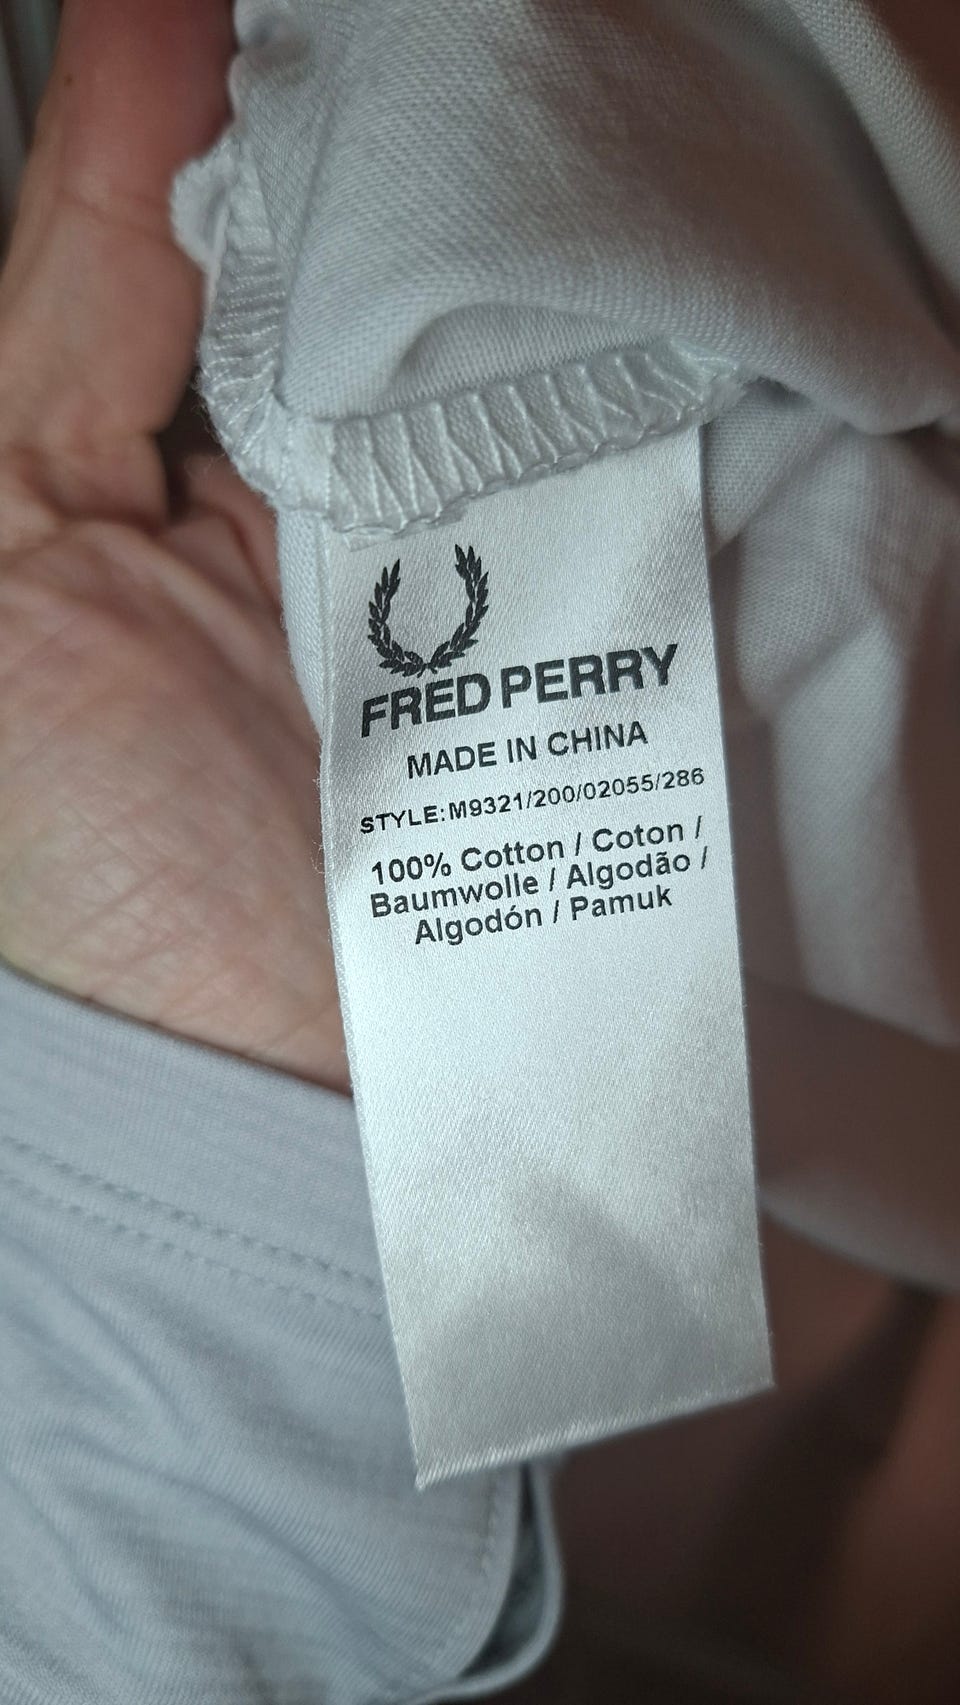 FRED PERRY
MADE IN CHINA
STYLE:M9321/200/02055/286
100% Cotton / Coton /
Baumwolle / Algodão /
Algodón / Pamuk